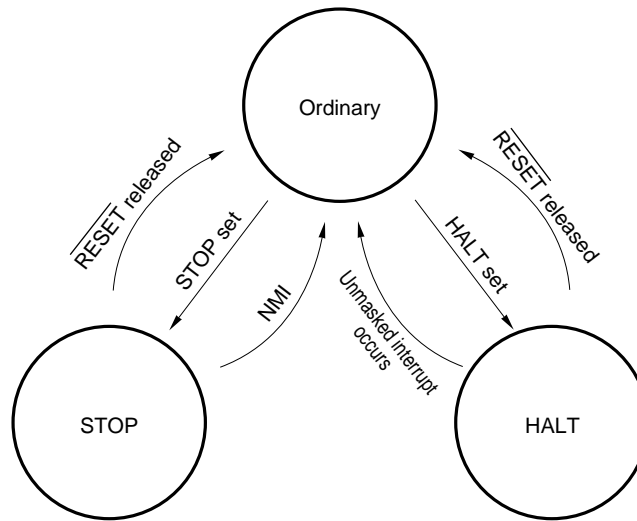 Ordinary
RESET released
STOP set
NMI
Unmasked interrupt
occurs
HALT set
RESET released
STOP
HALT